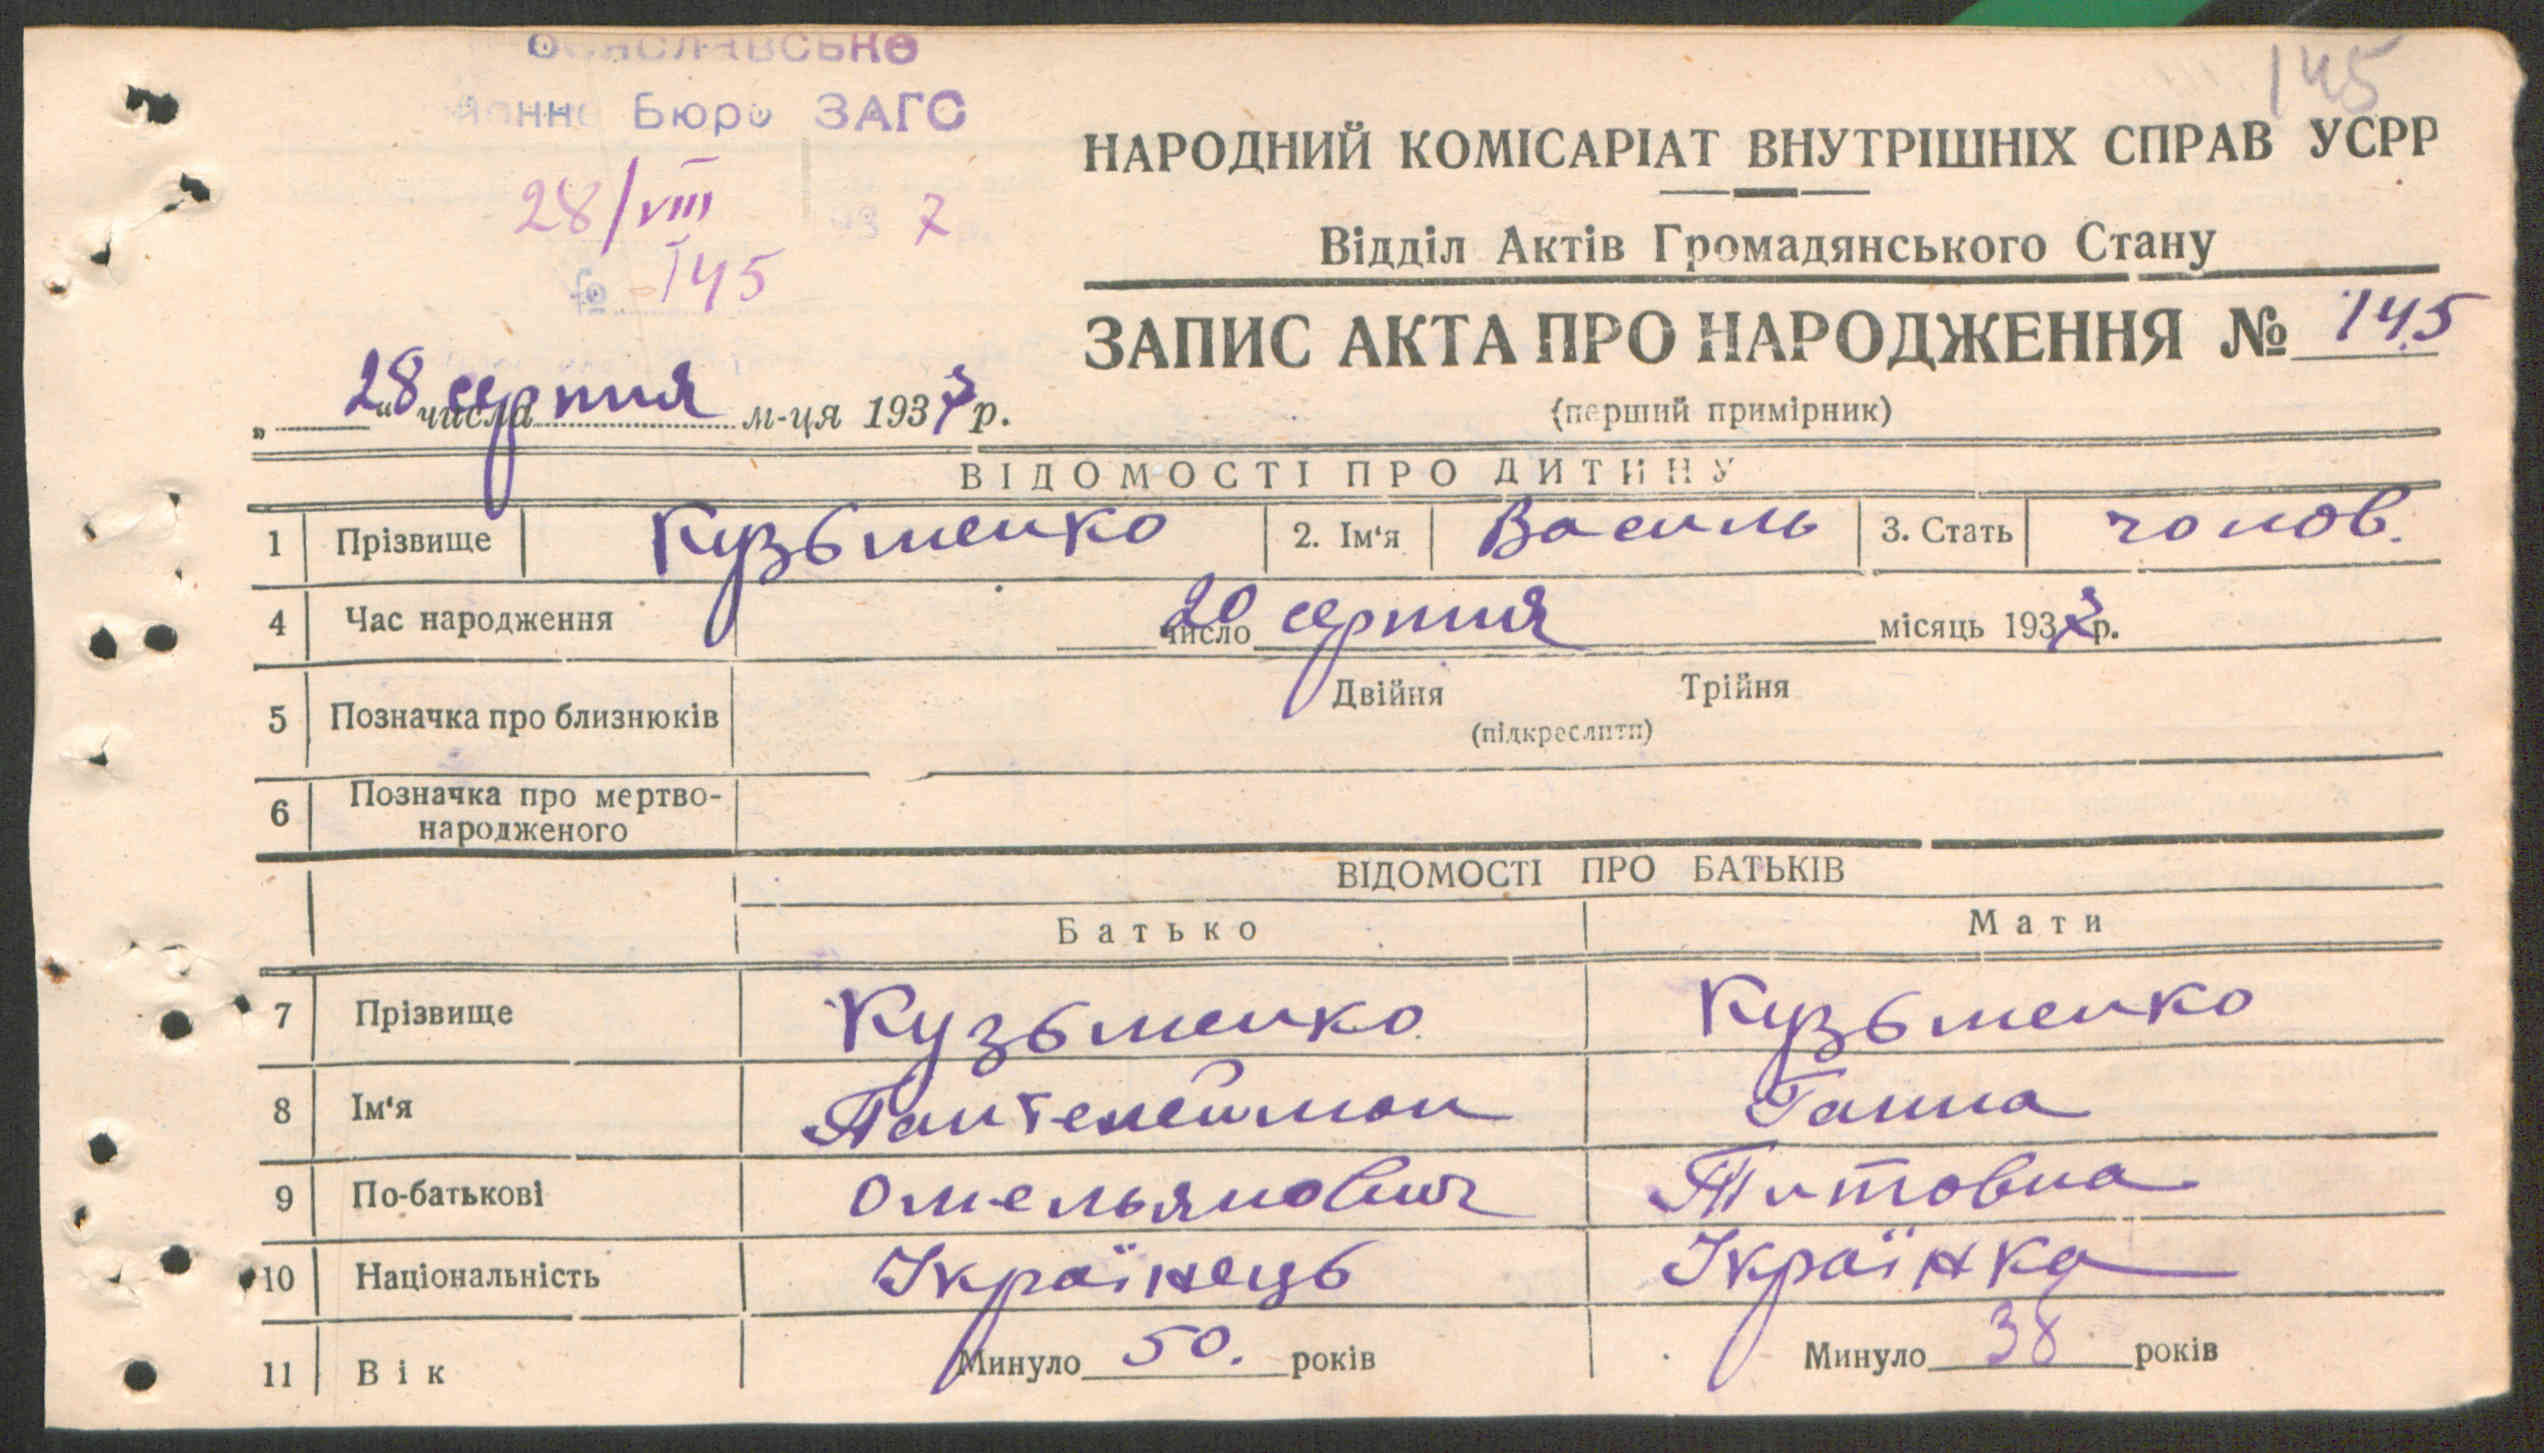 145
Бюро ЗАГС
28/VIII 7
145
НАРОДНИЙ КОМІСАРІАТ ВНУТРІШНІХ СПРАВ УСРР
Відділ Актів Громадянського Стану
ЗАПИС АКТА ПРО НАРОДЖЕННЯ № 145
(перший примірник)
„28“ числа серпня м-ця 1937 р.
ВІДОМОСТІ ПРО ДИТИНУ
1 Прізвище Кузьменко 2. Ім‘я Василь 3. Стать чолов.
4 Час народження 20 число серпня місяць 1937 р.
5 Позначка про близнюків Двійня Трійня
(підкреслити)
6 Позначка про мертво-
народженого
ВІДОМОСТІ ПРО БАТЬКІВ
Батько Мати
7 Прізвище Кузьменко Кузьменко
8 Ім‘я Пантелеймон Ганна
9 По-батькові Омельянович Титовна
10 Національність Українець Українка
11 Вік Минуло 50. років Минуло 38 років